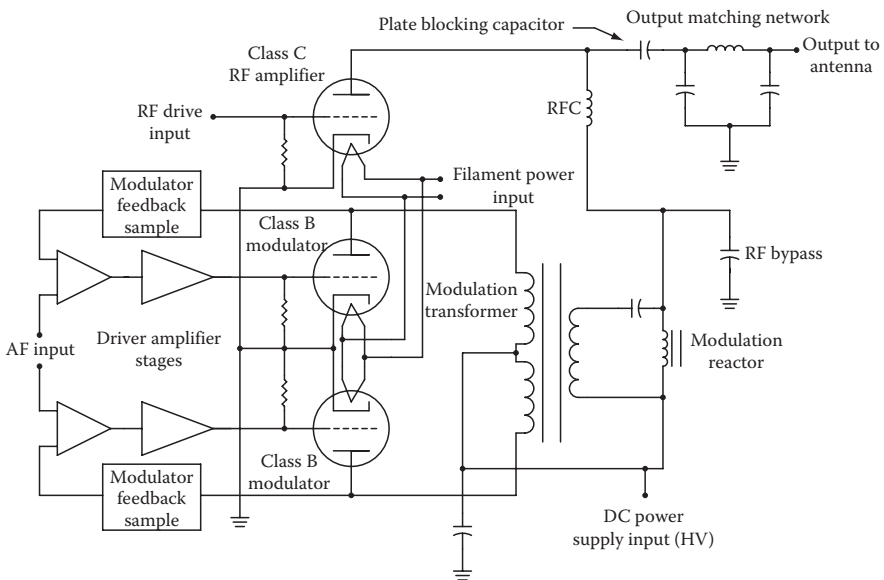 Plate blocking capacitor
Output matching network
Output to
antenna
Class C
RF amplifier
RF drive
input
RFC
Filament power
input
Modulator
feedback
sample
Class B
modulator
RF bypass
Modulation
transformer
Modulation
reactor
AF input
Driver amplifier
stages
Class B
modulator
Modulator
feedback
sample
DC power
supply input (HV)